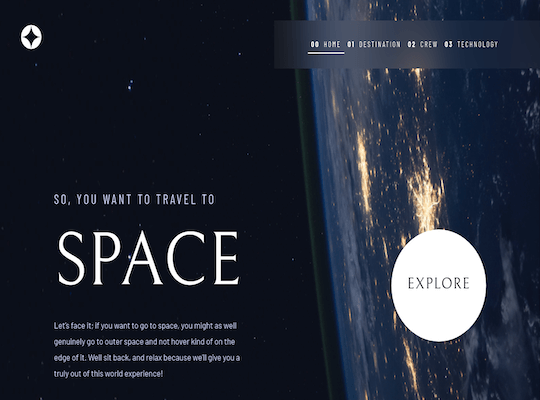 00 HOME 01 DESTINATION 02 CREW 03 TECHNOLOGY
SO, YOU WANT TO TRAVEL TO
SPACE
EXPLORE
Let's face it; if you want to go to space, you might as well
genuinely go to outer space and not hover kind of on the
edge of it. Well sit back, and relax because we'll give you a
truly out of this world experience!